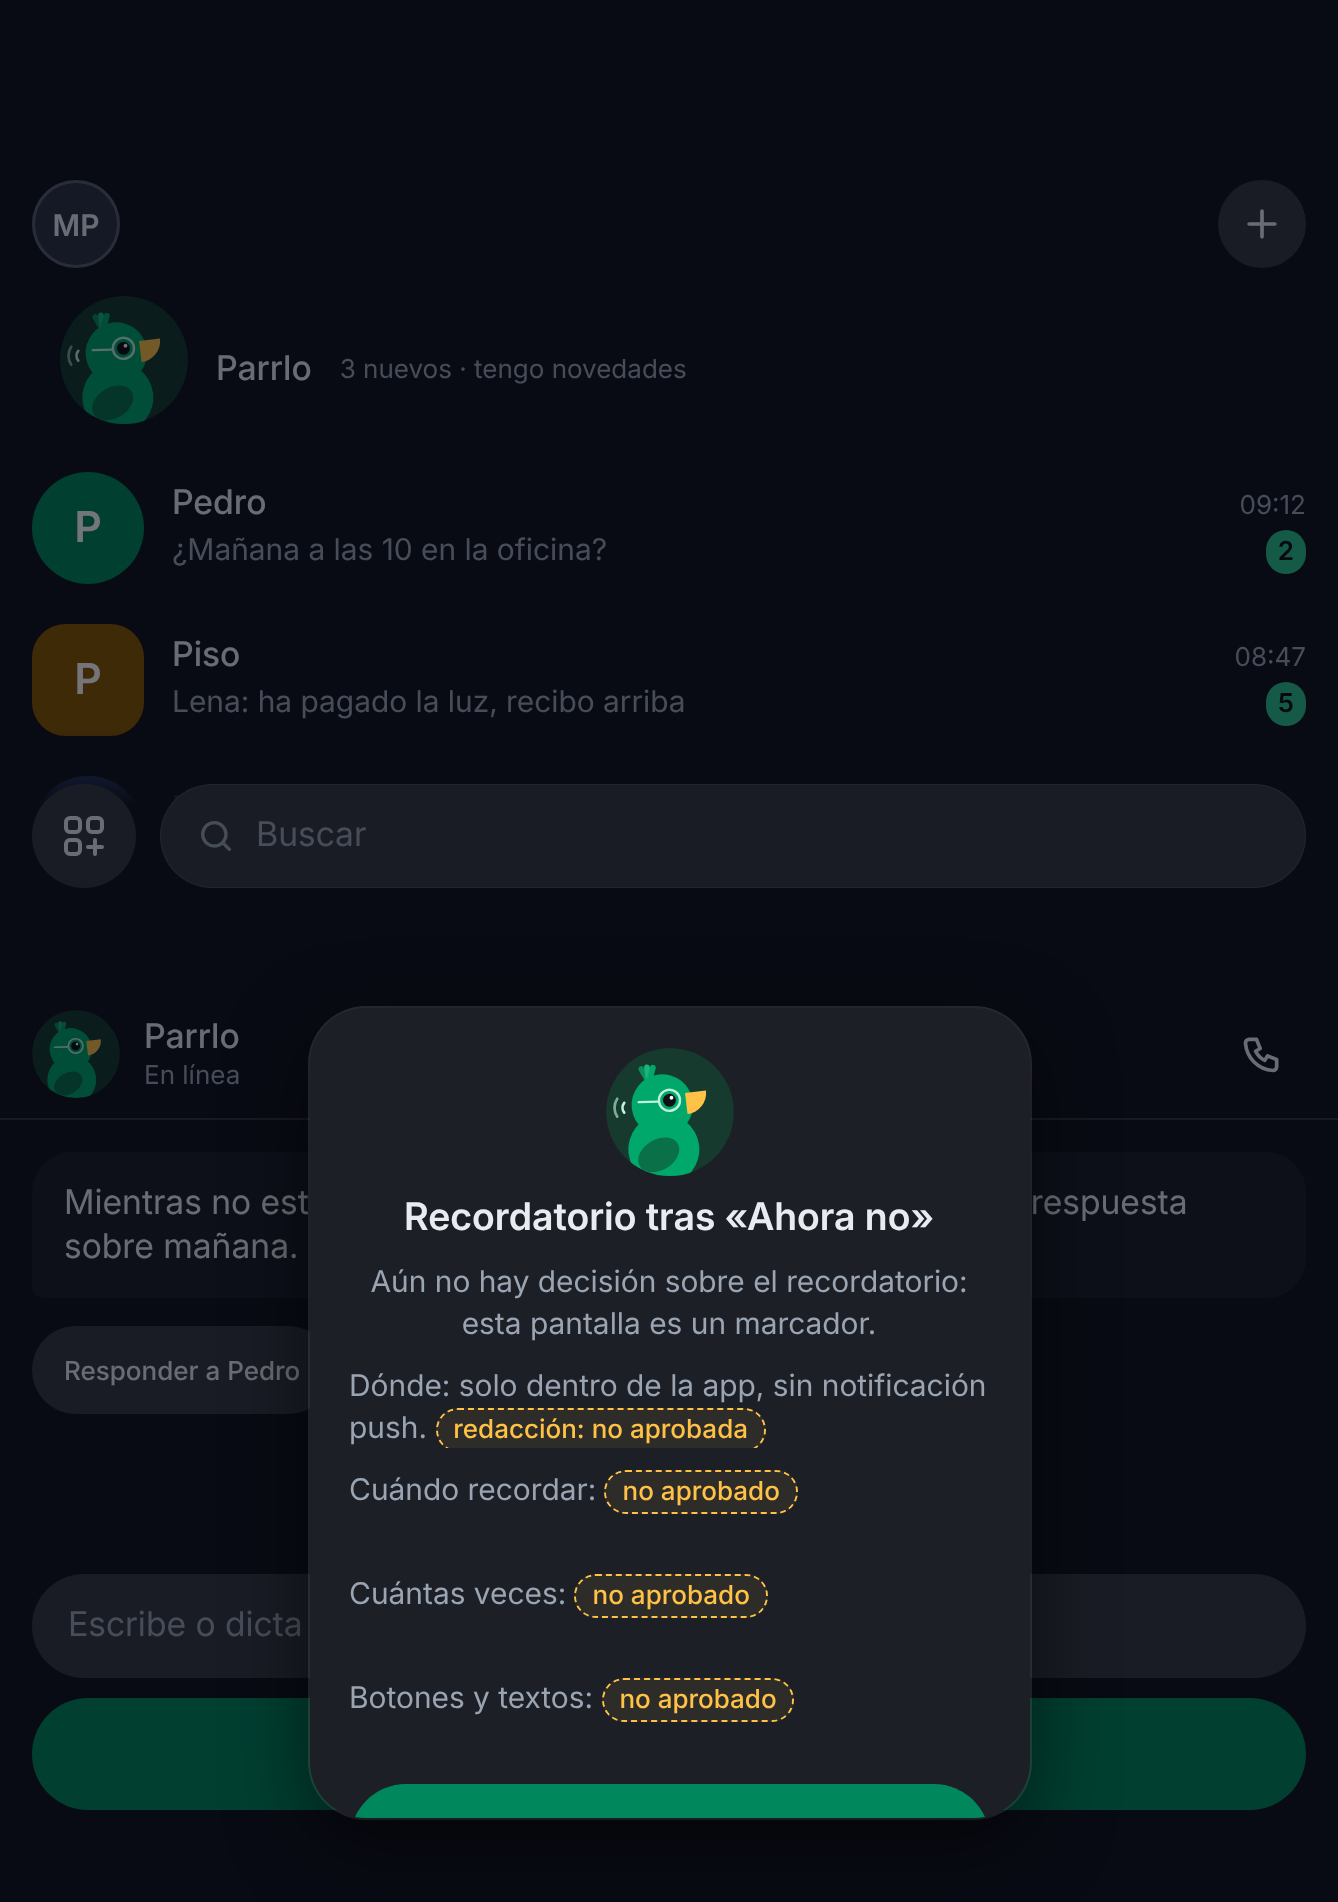 MP
Parrlo 3 nuevos · tengo novedades
P
Pedro
09:12
¿Mañana a las 10 en la oficina?
2
P
Piso
08:47
Lena: ha pagado la luz, recibo arriba
5
Buscar
Parrlo
En línea
Mientras no est
respuesta
sobre mañana.
Responder a Pedro
Escribe o dicta
Recordatorio tras «Ahora no»
Aún no hay decisión sobre el recordatorio:
esta pantalla es un marcador.
Dónde: solo dentro de la app, sin notificación
push. redacción: no aprobada
Cuándo recordar: no aprobado
Cuántas veces: no aprobado
Botones y textos: no aprobado